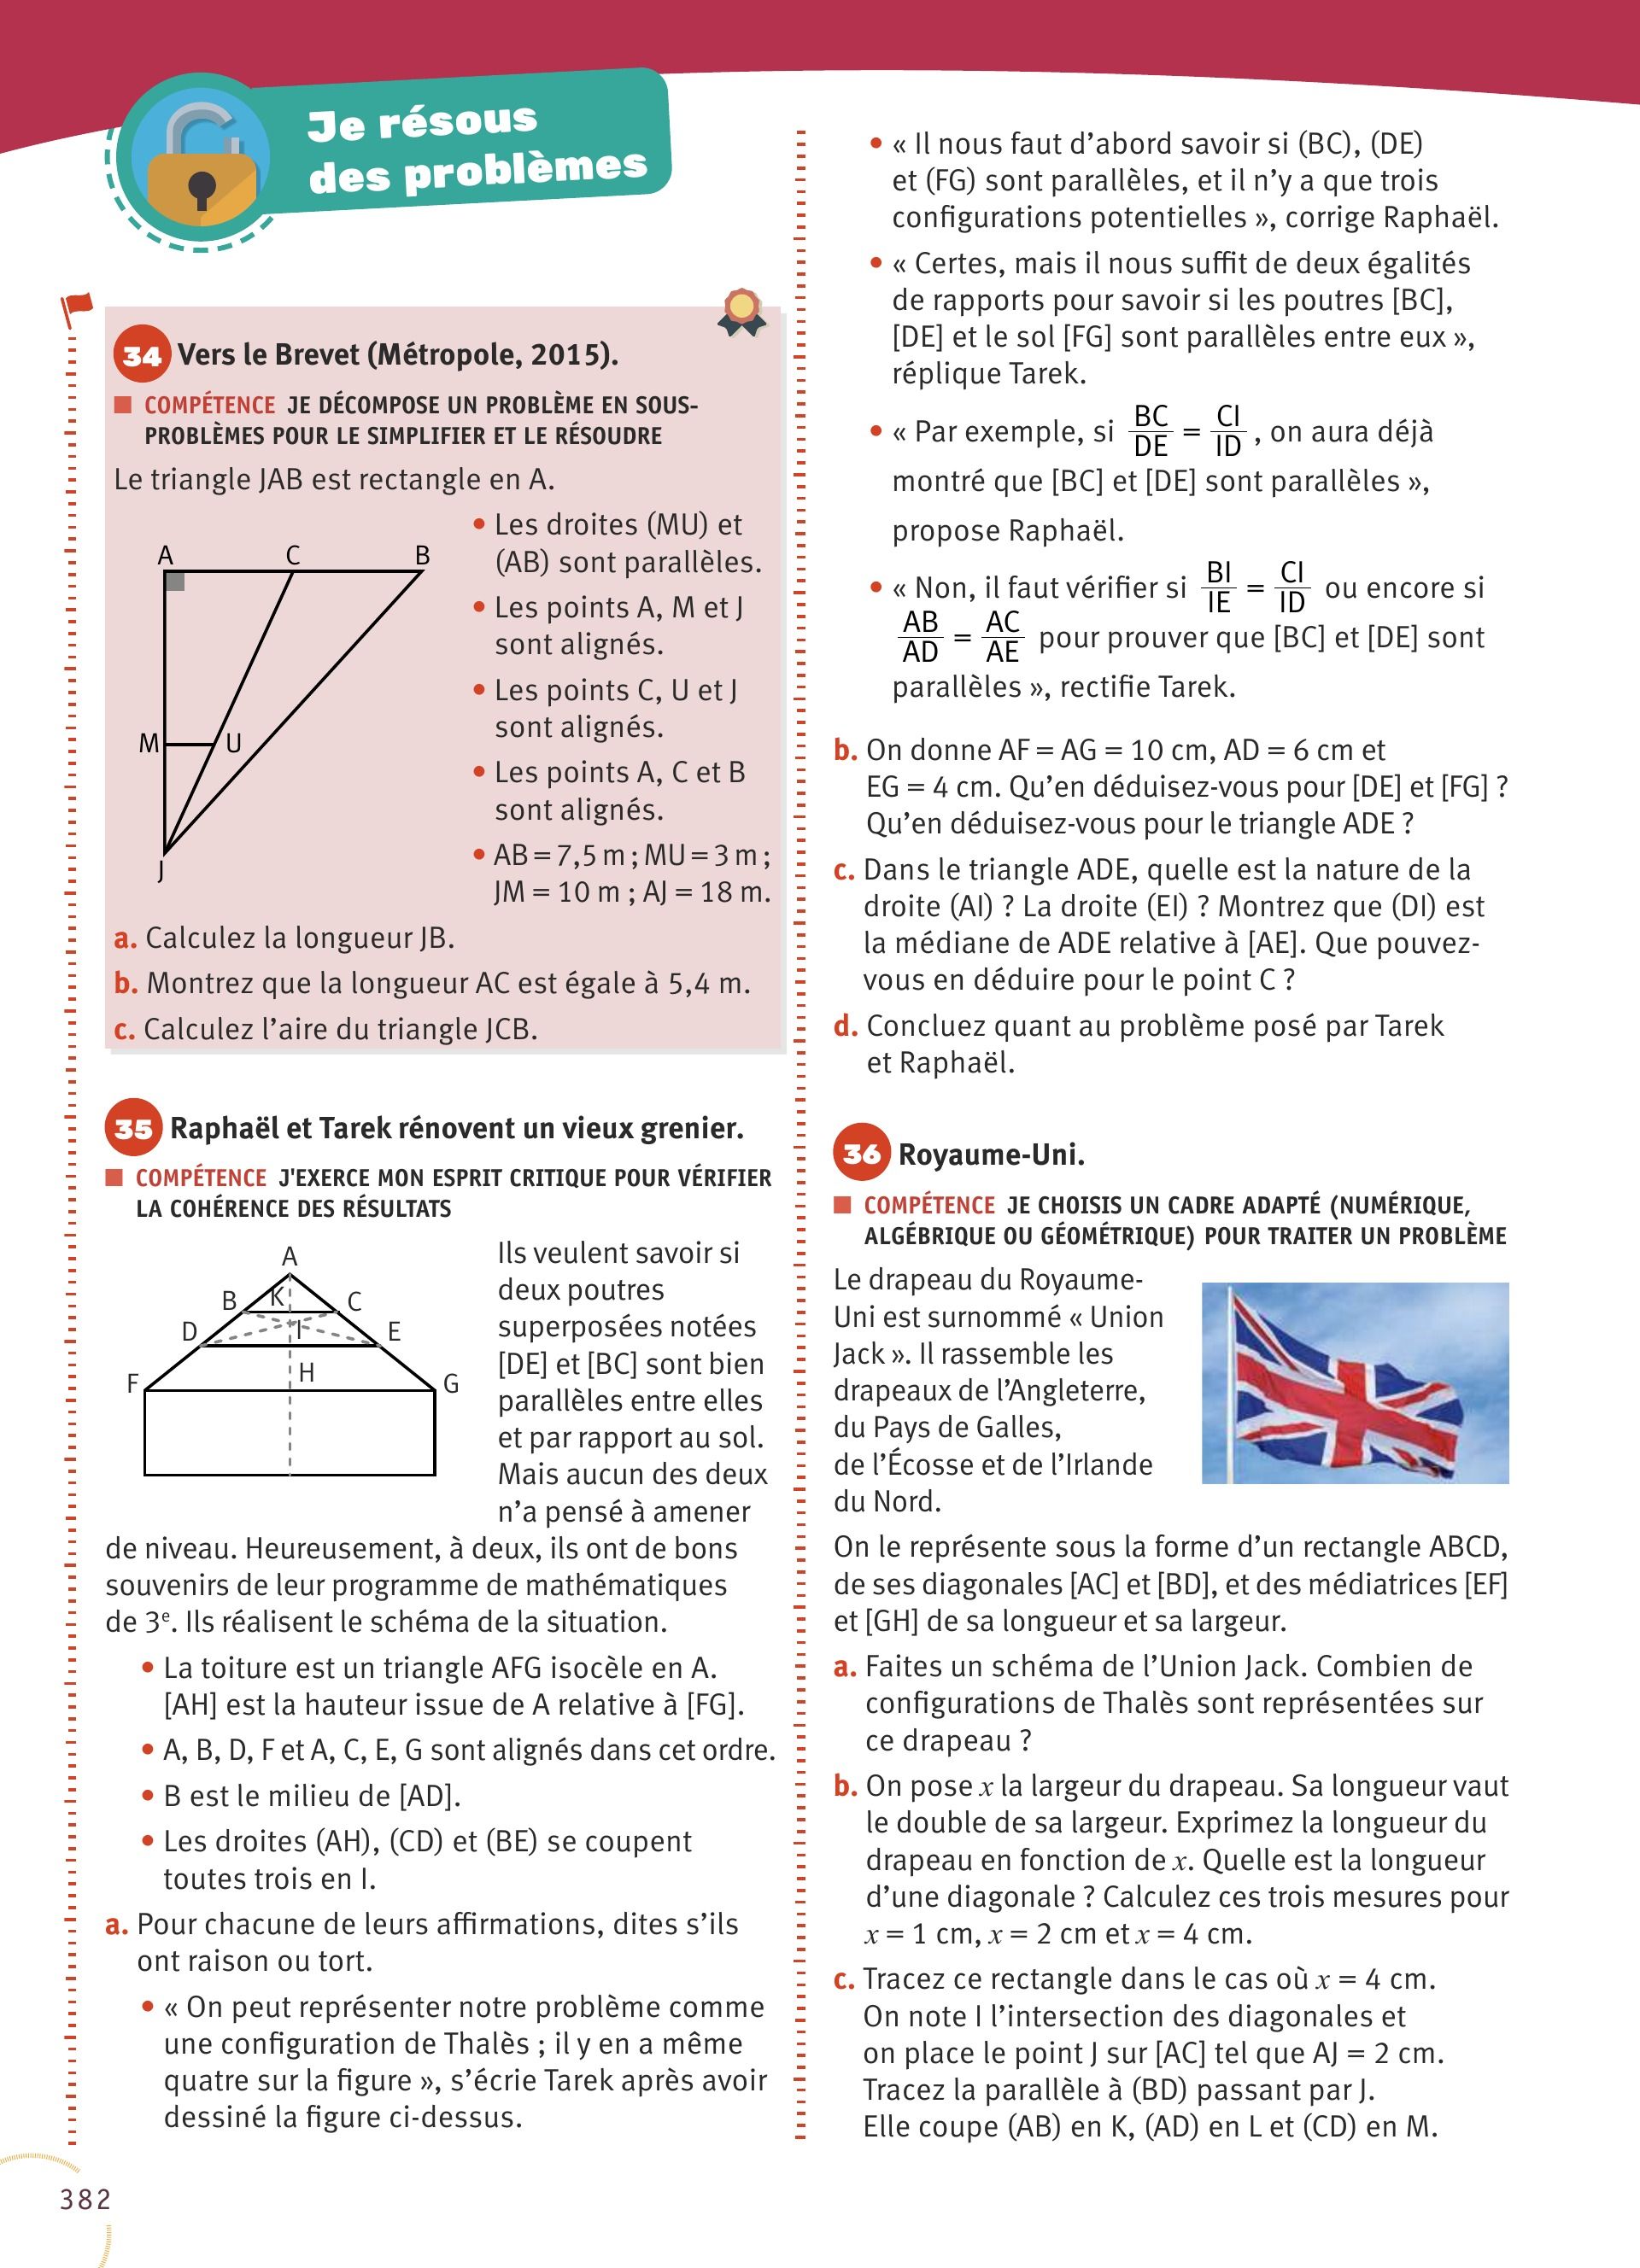 Je résous
des problèmes
34 Vers le Brevet (Métropole, 2015).
COMPÉTENCE JE DÉCOMPOSE UN PROBLÈME EN SOUS-
PROBLÈMES POUR LE SIMPLIFIER ET LE RÉSOUDRE
Le triangle JAB est rectangle en A.
A C B
M U
J
• Les droites (MU) et
(AB) sont parallèles.
• Les points A, M et J
sont alignés.
• Les points C, U et J
sont alignés.
• Les points A, C et B
sont alignés.
• AB = 7,5 m ; MU = 3 m ;
JM = 10 m ; AJ = 18 m.
a. Calculez la longueur JB.
b. Montrez que la longueur AC est égale à 5,4 m.
c. Calculez l’aire du triangle JCB.
35 Raphaël et Tarek rénovent un vieux grenier.
COMPÉTENCE J'EXERCE MON ESPRIT CRITIQUE POUR VÉRIFIER
LA COHÉRENCE DES RÉSULTATS
A
B K C
D I E
F H G
Ils veulent savoir si
deux poutres
superposées notées
[DE] et [BC] sont bien
parallèles entre elles
et par rapport au sol.
Mais aucun des deux
n’a pensé à amener
de niveau. Heureusement, à deux, ils ont de bons
souvenirs de leur programme de mathématiques
de 3e. Ils réalisent le schéma de la situation.
• La toiture est un triangle AFG isocèle en A.
[AH] est la hauteur issue de A relative à [FG].
• A, B, D, F et A, C, E, G sont alignés dans cet ordre.
• B est le milieu de [AD].
• Les droites (AH), (CD) et (BE) se coupent
toutes trois en I.
a. Pour chacune de leurs affirmations, dites s’ils
ont raison ou tort.
• « On peut représenter notre problème comme
une configuration de Thalès ; il y en a même
quatre sur la figure », s’écrie Tarek après avoir
dessiné la figure ci-dessus.
• « Il nous faut d’abord savoir si (BC), (DE)
et (FG) sont parallèles, et il n’y a que trois
configurations potentielles », corrige Raphaël.
• « Certes, mais il nous suffit de deux égalités
de rapports pour savoir si les poutres [BC],
[DE] et le sol [FG] sont parallèles entre eux »,
réplique Tarek.
• « Par exemple, si BC/DE = CI/ID , on aura déjà
montré que [BC] et [DE] sont parallèles »,
propose Raphaël.
• « Non, il faut vérifier si BI/IE = CI/ID ou encore si
AB/AD = AC/AE pour prouver que [BC] et [DE] sont
parallèles », rectifie Tarek.
b. On donne AF = AG = 10 cm, AD = 6 cm et
EG = 4 cm. Qu’en déduisez-vous pour [DE] et [FG] ?
Qu’en déduisez-vous pour le triangle ADE ?
c. Dans le triangle ADE, quelle est la nature de la
droite (AI) ? La droite (EI) ? Montrez que (DI) est
la médiane de ADE relative à [AE]. Que pouvez-
vous en déduire pour le point C ?
d. Concluez quant au problème posé par Tarek
et Raphaël.
36 Royaume-Uni.
COMPÉTENCE JE CHOISIS UN CADRE ADAPTÉ (NUMÉRIQUE,
ALGÉBRIQUE OU GÉOMÉTRIQUE) POUR TRAITER UN PROBLÈME
Le drapeau du Royaume-
Uni est surnommé « Union
Jack ». Il rassemble les
drapeaux de l’Angleterre,
du Pays de Galles,
de l’Écosse et de l’Irlande
du Nord.
On le représente sous la forme d’un rectangle ABCD,
de ses diagonales [AC] et [BD], et des médiatrices [EF]
et [GH] de sa longueur et sa largeur.
a. Faites un schéma de l’Union Jack. Combien de
configurations de Thalès sont représentées sur
ce drapeau ?
b. On pose x la largeur du drapeau. Sa longueur vaut
le double de sa largeur. Exprimez la longueur du
drapeau en fonction de x. Quelle est la longueur
d’une diagonale ? Calculez ces trois mesures pour
x = 1 cm, x = 2 cm et x = 4 cm.
c. Tracez ce rectangle dans le cas où x = 4 cm.
On note I l’intersection des diagonales et
on place le point J sur [AC] tel que AJ = 2 cm.
Tracez la parallèle à (BD) passant par J.
Elle coupe (AB) en K, (AD) en L et (CD) en M.
382